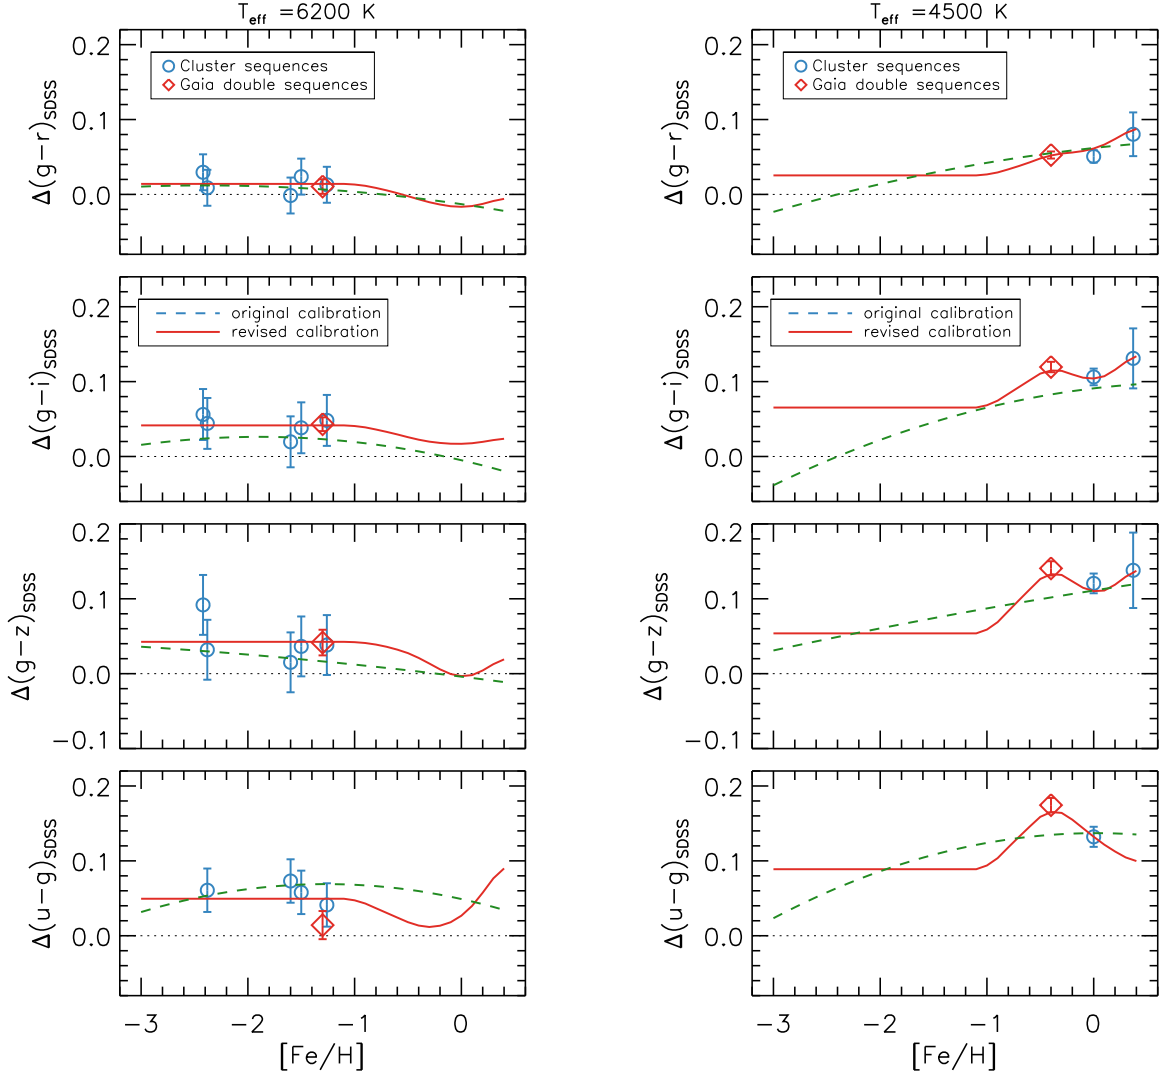 T_eff =6200 K
T_eff =4500 K
Δ(g−r)_SDSS
0.2
0.1
0.0
Cluster sequences
Gaia double sequences
Δ(g−r)_SDSS
0.2
0.1
0.0
Cluster sequences
Gaia double sequences
Δ(g−i)_SDSS
0.2
0.1
0.0
original calibration
revised calibration
Δ(g−i)_SDSS
0.2
0.1
0.0
original calibration
revised calibration
Δ(g−z)_SDSS
0.2
0.1
0.0
−0.1
Δ(g−z)_SDSS
0.2
0.1
0.0
−0.1
Δ(u−g)_SDSS
0.2
0.1
0.0
Δ(u−g)_SDSS
0.2
0.1
0.0
−3 −2 −1 0
−3 −2 −1 0
[Fe/H]
[Fe/H]